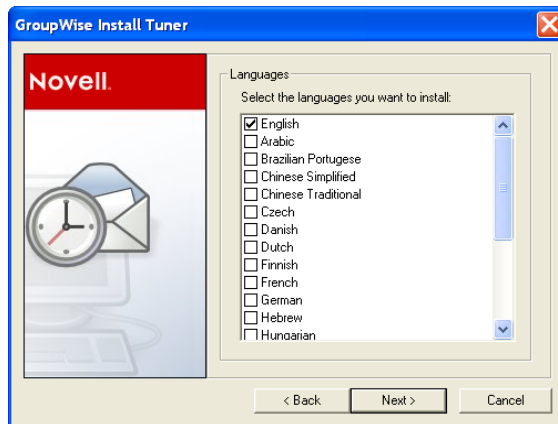 GroupWise Install Tuner
Novell.
Languages
Select the languages you want to install:
English
Arabic
Brazilian Portugese
Chinese Simplified
Chinese Traditional
Czech
Danish
Dutch
Finnish
French
German
Hebrew
Hungarian
< Back
Next >
Cancel